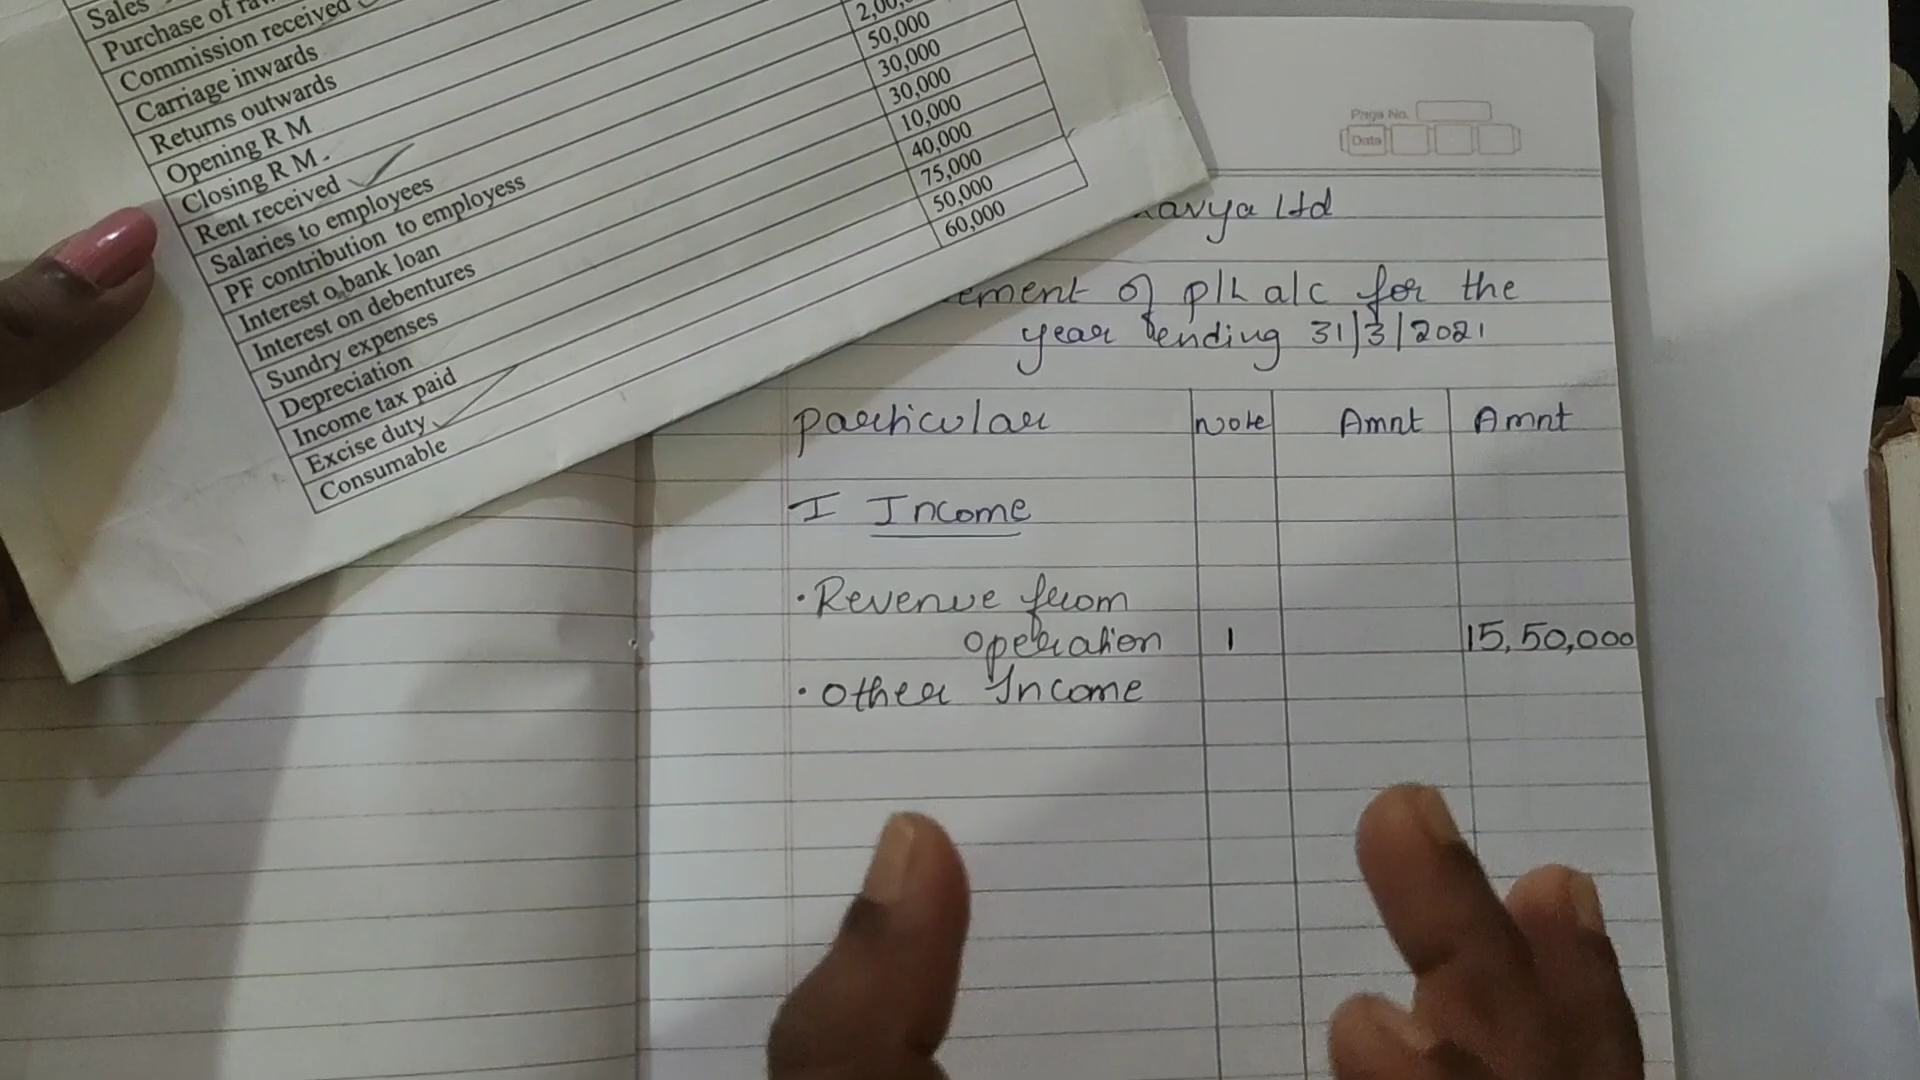 Sales
Purchase of
Commission received
Carriage inwards
Returns outwards
Opening R M
Closing R M
Rent received
Salaries to employees
PF contribution to employess
Interest o bank loan
Interest on debentures
Sundry expenses
Depreciation
Income tax paid
Excise duty
Consumable
50,000
30,000
30,000
10,000
40,000
75,000
50,000
60,000
Page No.
Date
Ltd
of P/L a/c for the
year ending 31/3/2021
Particular Note Amnt Amnt
I Income
• Revenue from
operation 1 15,50,000
• Other Income